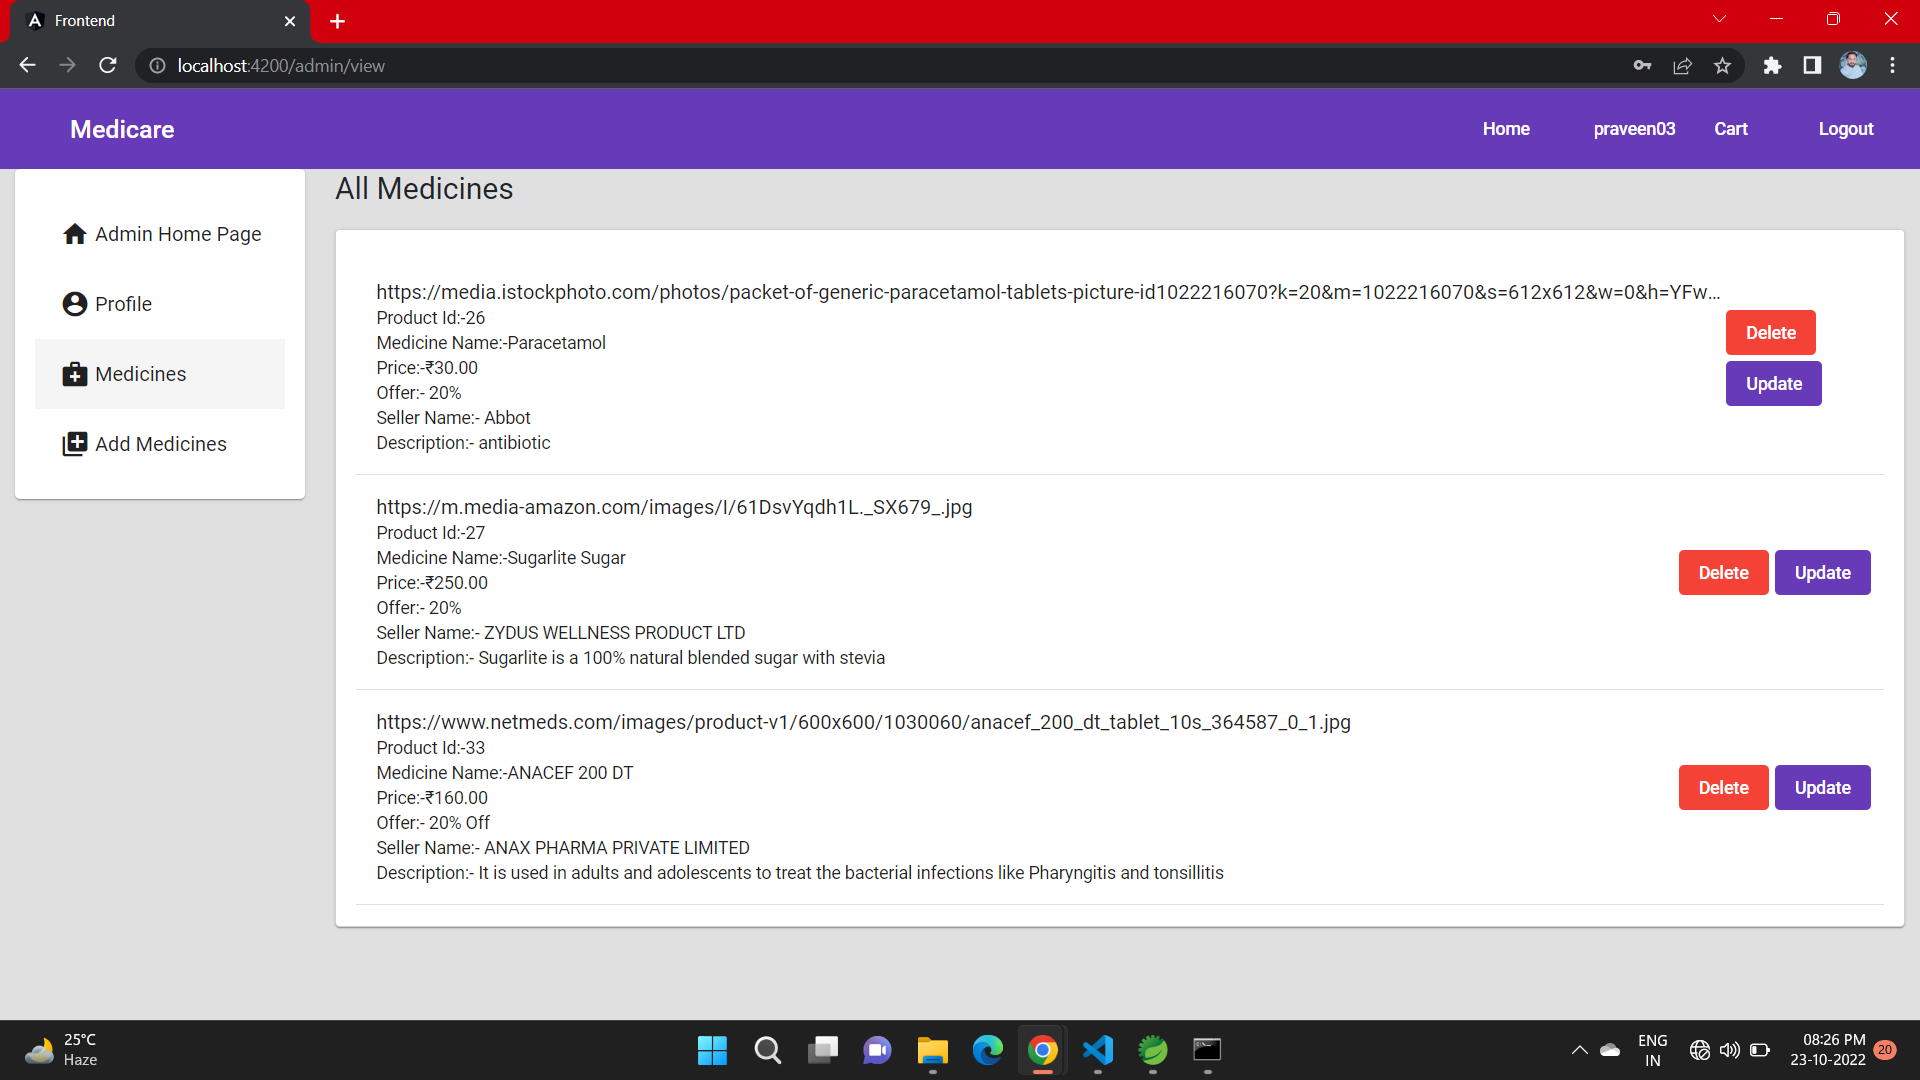 Frontend
localhost:4200/admin/view
Medicare
Home
praveen03
Cart
Logout
Admin Home Page
Profile
Medicines
Add Medicines
All Medicines
https://media.istockphoto.com/photos/packet-of-generic-paracetamol-tablets-picture-id1022216070?k=20&m=1022216070&s=612x612&w=0&h=YFw...
Product Id:-26
Medicine Name:-Paracetamol
Price:-₹30.00
Offer:- 20%
Seller Name:- Abbot
Description:- antibiotic
Delete
Update
https://m.media-amazon.com/images/I/61DsvYqdh1L._SX679_.jpg
Product Id:-27
Medicine Name:-Sugarlite Sugar
Price:-₹250.00
Offer:- 20%
Seller Name:- ZYDUS WELLNESS PRODUCT LTD
Description:- Sugarlite is a 100% natural blended sugar with stevia
Delete
Update
https://www.netmeds.com/images/product-v1/600x600/1030060/anacef_200_dt_tablet_10s_364587_0_1.jpg
Product Id:-33
Medicine Name:-ANACEF 200 DT
Price:-₹160.00
Offer:- 20% Off
Seller Name:- ANAX PHARMA PRIVATE LIMITED
Description:- It is used in adults and adolescents to treat the bacterial infections like Pharyngitis and tonsillitis
Delete
Update
25°C
Haze
ENG
IN
08:26 PM
23-10-2022
20